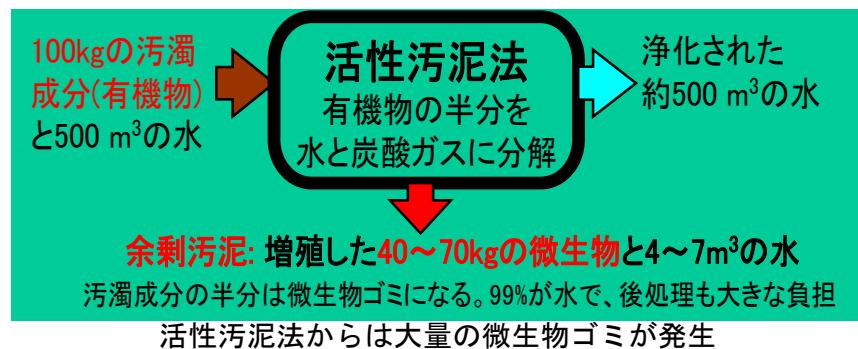 100kgの汚濁
成分(有機物)
と500 m³の水
活性汚泥法
有機物の半分を
水と炭酸ガスに分解
浄化された
約500 m³の水
余剰汚泥: 増殖した40～70kgの微生物と4～7m³の水
汚濁成分の半分は微生物ゴミになる。99%が水で、後処理も大きな負担
活性汚泥法からは大量の微生物ゴミが発生